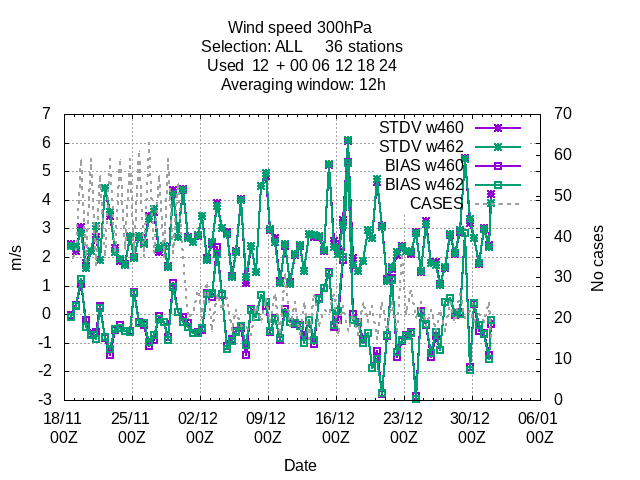 Wind speed 300hPa
Selection: ALL 36 stations
Used 12 + 00 06 12 18 24
Averaging window: 12h
STDV w460
STDV w462
BIAS w460
BIAS w462
CASES
m/s
7
6
5
4
3
2
1
0
-1
-2
-3
No cases
70
60
50
40
30
20
10
0
18/11 25/11 02/12 09/12 16/12 23/12 30/12 06/01
00Z 00Z 00Z 00Z 00Z 00Z 00Z 00Z
Date